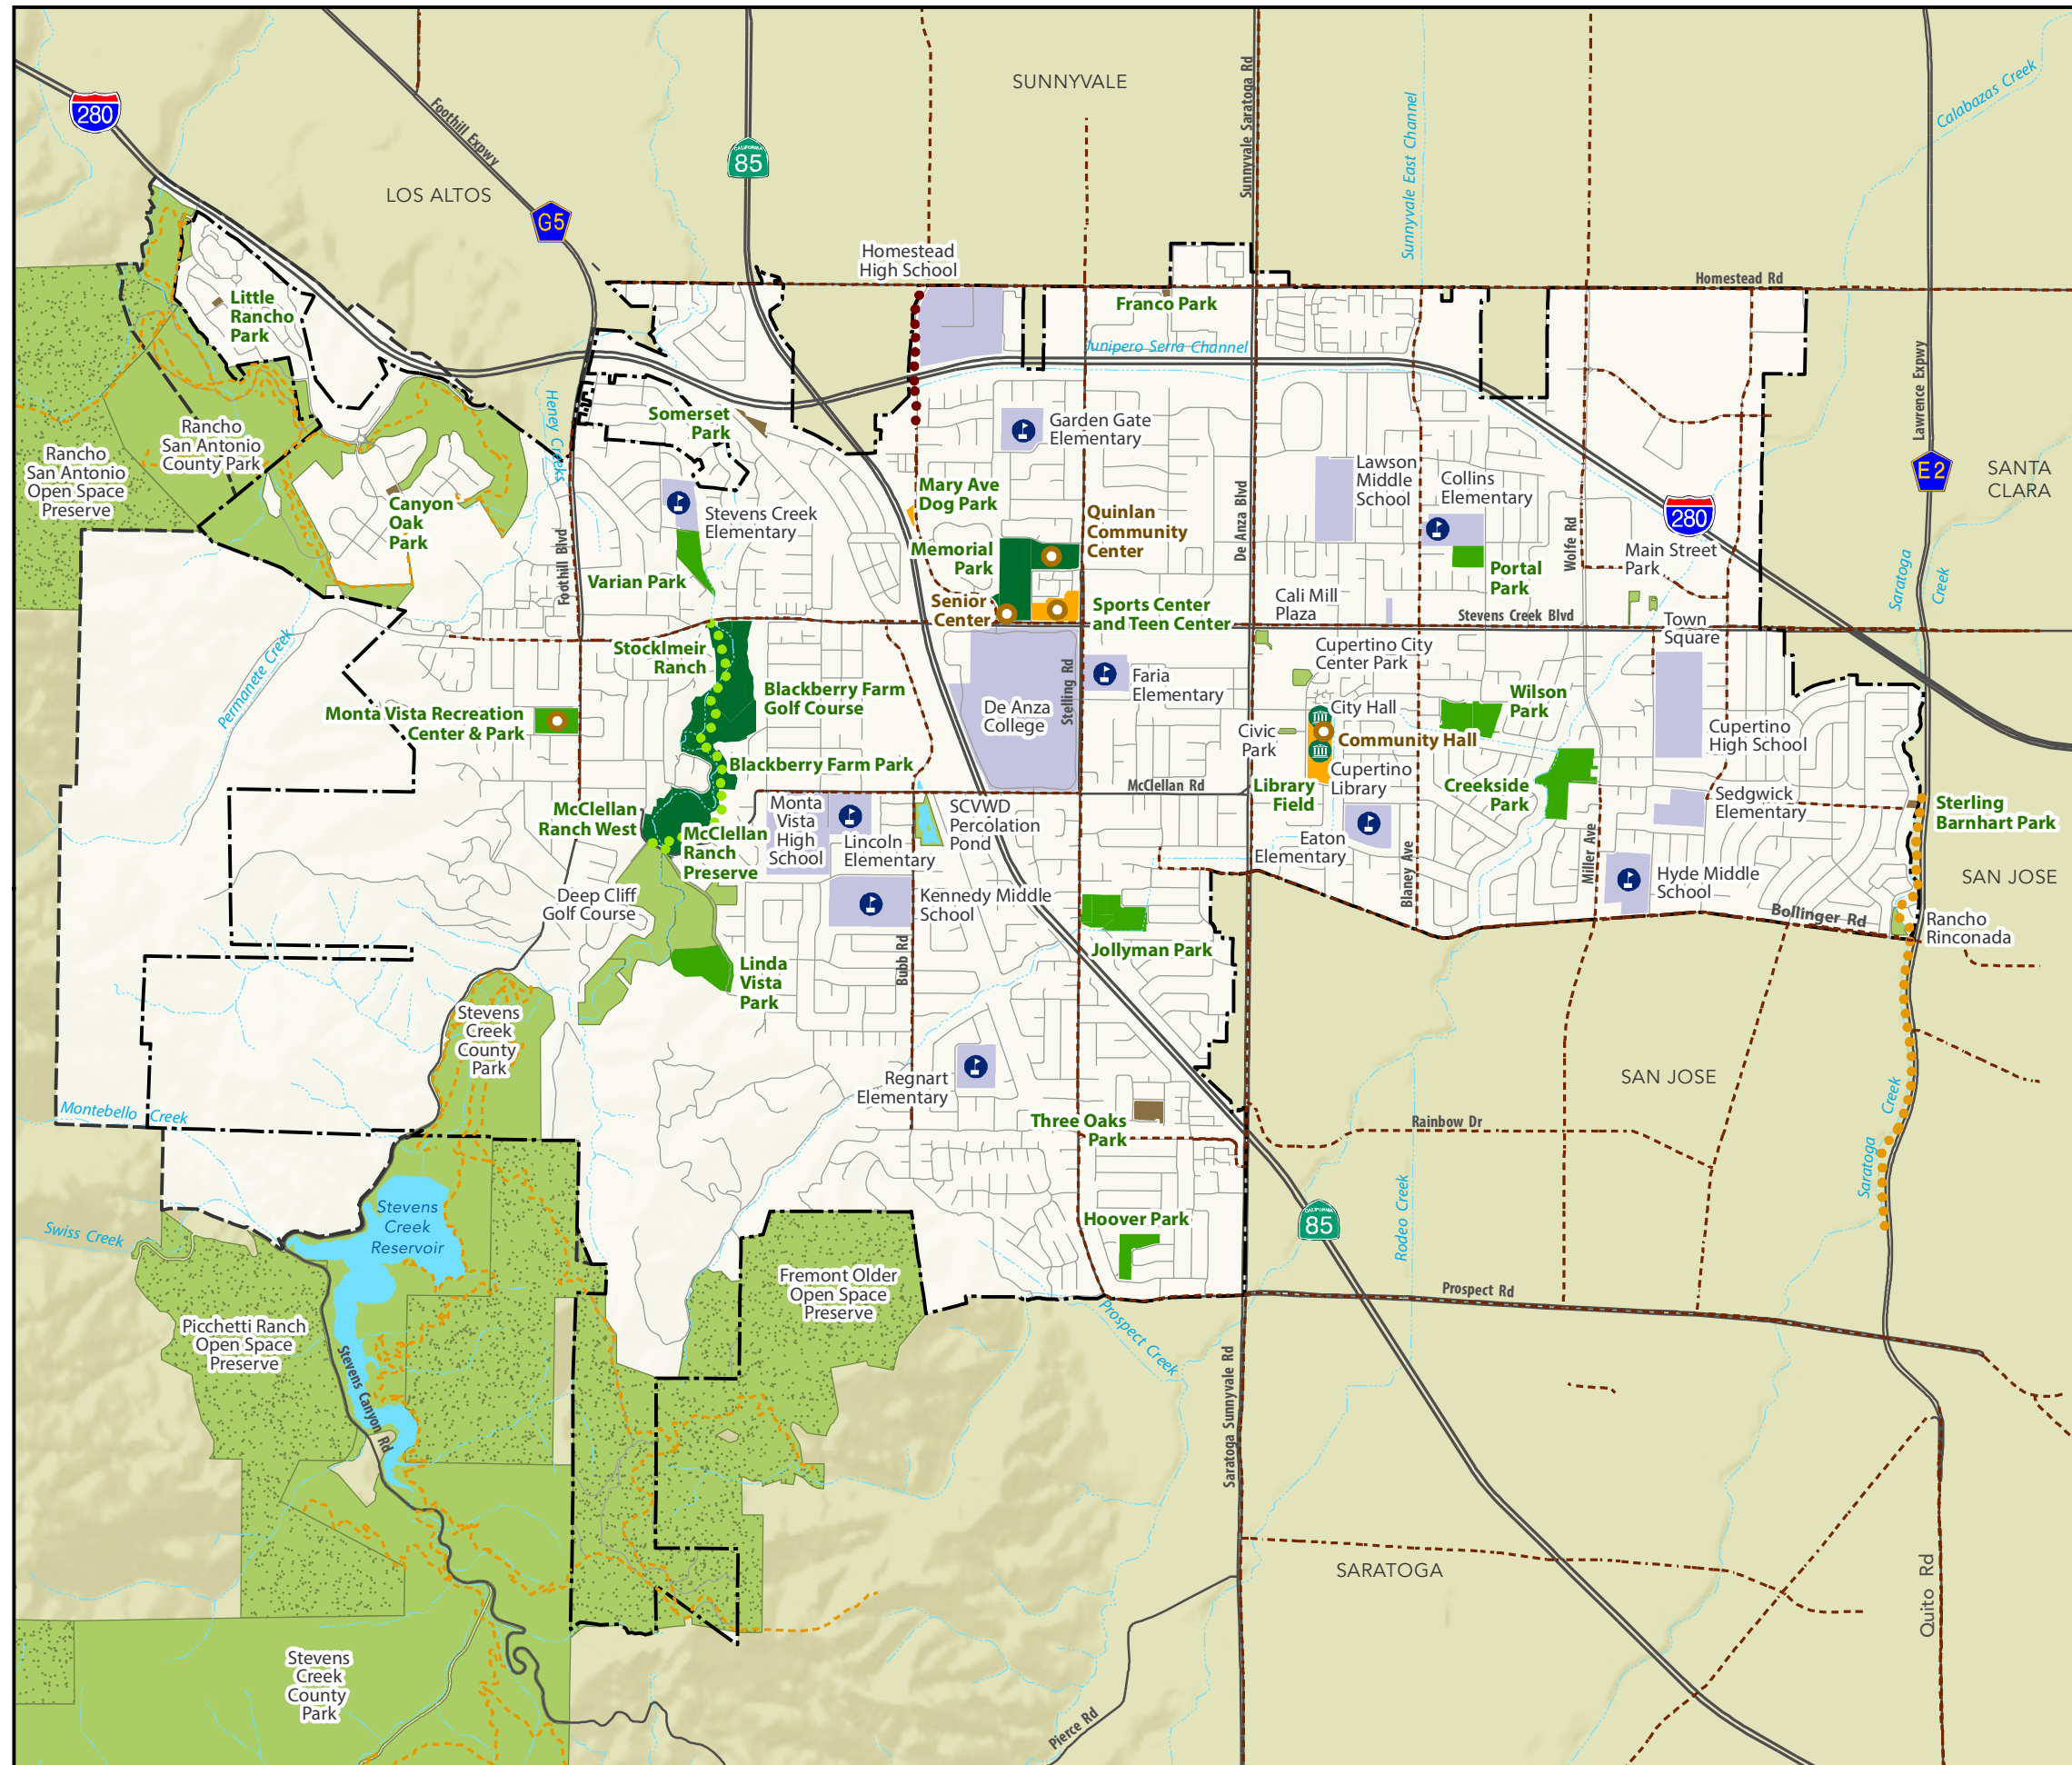 SUNNYVALE
280
Foothill Expwy
85
LOS ALTOS
G5
Sunnyvale Saratoga Rd
Sunnyvale East Channel
Calabazas Creek
Homestead
High School
Homestead Rd
Franco Park
Junipero Serra Channel
Little
Rancho
Park
Lawrence Expwy
Heney Creeks
Somerset
Park
Garden Gate
Elementary
Rancho
San Antonio
County Park
Rancho
San Antonio
Open Space
Preserve
Canyon
Oak
Park
Stevens Creek
Elementary
Mary Ave
Dog Park
Quinlan
Community
Center
Lawson
Middle
School
Collins
Elementary
E2
SANTA
CLARA
280
De Anza Blvd
Wolfe Rd
Main Street
Park
Foothill Blvd
Memorial
Park
Varian Park
Portal
Park
Saratoga
Creek
Senior
Center
Sports Center
and Teen Center
Cali Mill
Plaza
Stevens Creek Blvd
Town
Square
Permanete Creek
Stocklmeir
Ranch
Cupertino City
Center Park
Stelling Rd
Faria
Elementary
Blackberry Farm
Golf Course
De Anza
College
Wilson
Park
Monta Vista Recreation
Center & Park
City Hall
Civic
Park
Community Hall
Cupertino
High School
Blackberry Farm Park
McClellan Rd
Library
Field
Cupertino
Library
Creekside
Park
McClellan
Ranch West
Monta
Vista
High
School
Lincoln
Elementary
SCVWD
Percolation
Pond
Sedgwick
Elementary
Sterling
Barnhart Park
McClellan
Ranch
Preserve
Eaton
Elementary
Blaney Ave
Miller Ave
Hyde Middle
School
SAN JOSE
Deep Cliff
Golf Course
Kennedy Middle
School
Bollinger Rd
Rancho
Rinconada
Bubb Rd
Jollyman Park
Linda
Vista
Park
Stevens
Creek
County
Park
Regnart
Elementary
SAN JOSE
Creek
Saratoga
Montebello Creek
Three Oaks
Park
Rainbow Dr
Stevens
Creek
Reservoir
Swiss Creek
Hoover Park
85
Rodeo Creek
Fremont Older
Open Space
Preserve
Prospect Rd
Prospect Creek
Picchetti Ranch
Open Space
Preserve
Stevens Canyon Rd
Saratoga Sunnyvale Rd
SARATOGA
Quito Rd
Stevens
Creek
County
Park
Pierce Rd